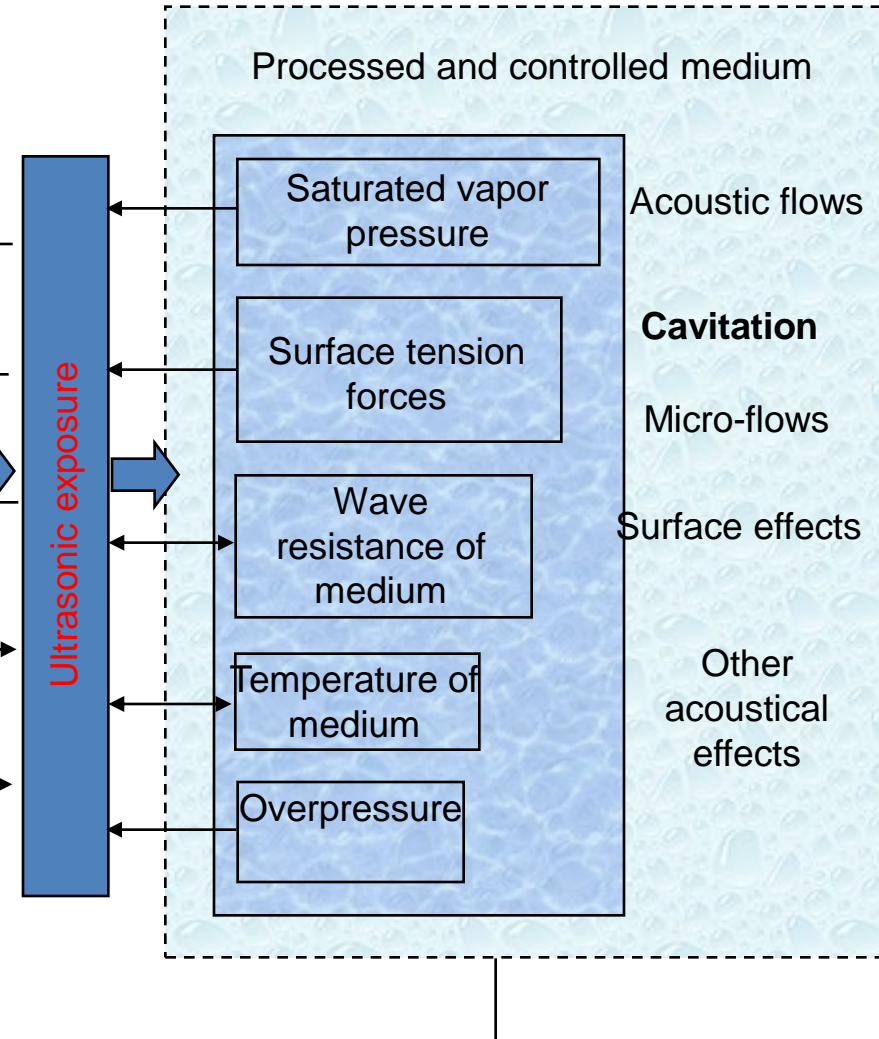 Processed and controlled medium
Ultrasonic exposure
Saturated vapor
pressure
Surface tension
forces
Wave
resistance of
medium
Temperature of
medium
Overpressure
Acoustic flows
Cavitation
Micro-flows
Surface effects
Other
acoustical
effects